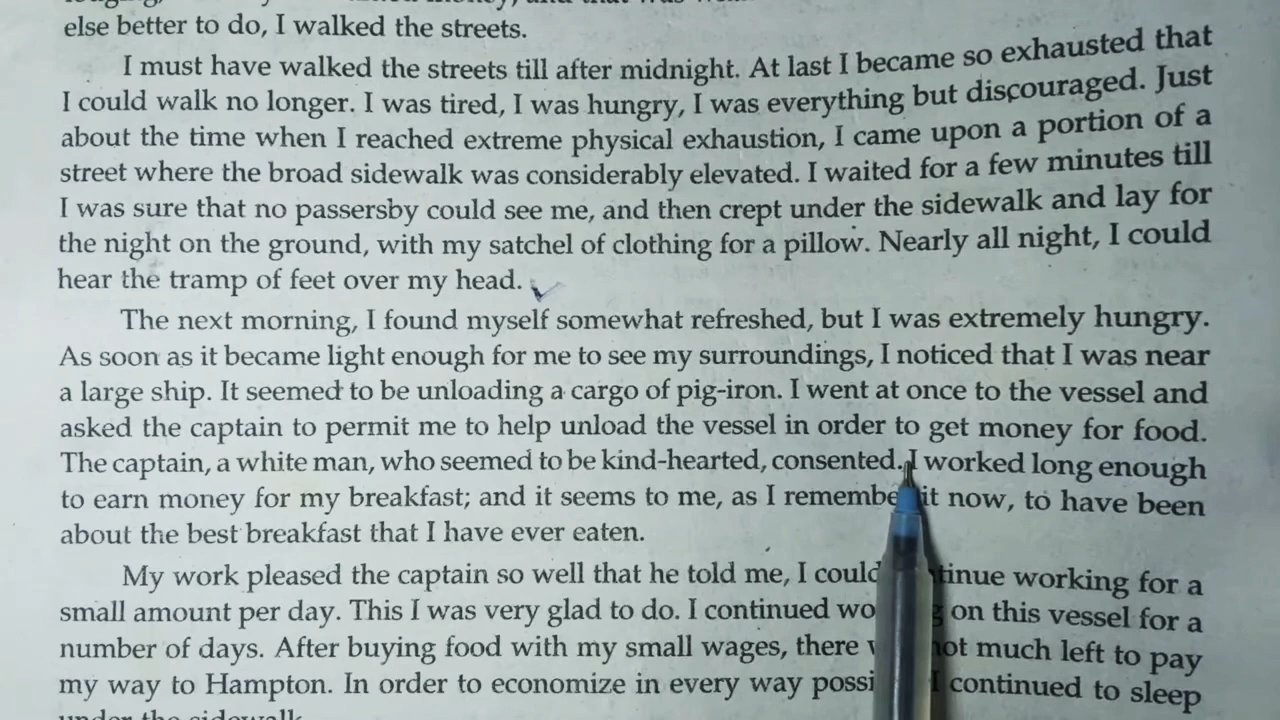 else better to do, I walked the streets.
I must have walked the streets till after midnight. At last I became so exhausted that
I could walk no longer. I was tired, I was hungry, I was everything but discouraged. Just
about the time when I reached extreme physical exhaustion, I came upon a portion of a
street where the broad sidewalk was considerably elevated. I waited for a few minutes till
I was sure that no passersby could see me, and then crept under the sidewalk and lay for
the night on the ground, with my satchel of clothing for a pillow. Nearly all night, I could
hear the tramp of feet over my head.
The next morning, I found myself somewhat refreshed, but I was extremely hungry.
As soon as it became light enough for me to see my surroundings, I noticed that I was near
a large ship. It seemed to be unloading a cargo of pig-iron. I went at once to the vessel and
asked the captain to permit me to help unload the vessel in order to get money for food.
The captain, a white man, who seemed to be kind-hearted, consented. I worked long enough
to earn money for my breakfast; and it seems to me, as I remember it now, to have been
about the best breakfast that I have ever eaten.
My work pleased the captain so well that he told me, I could continue working for a
small amount per day. This I was very glad to do. I continued working on this vessel for a
number of days. After buying food with my small wages, there not much left to pay
my way to Hampton. In order to economize in every way possible I continued to sleep
under the sidewalk